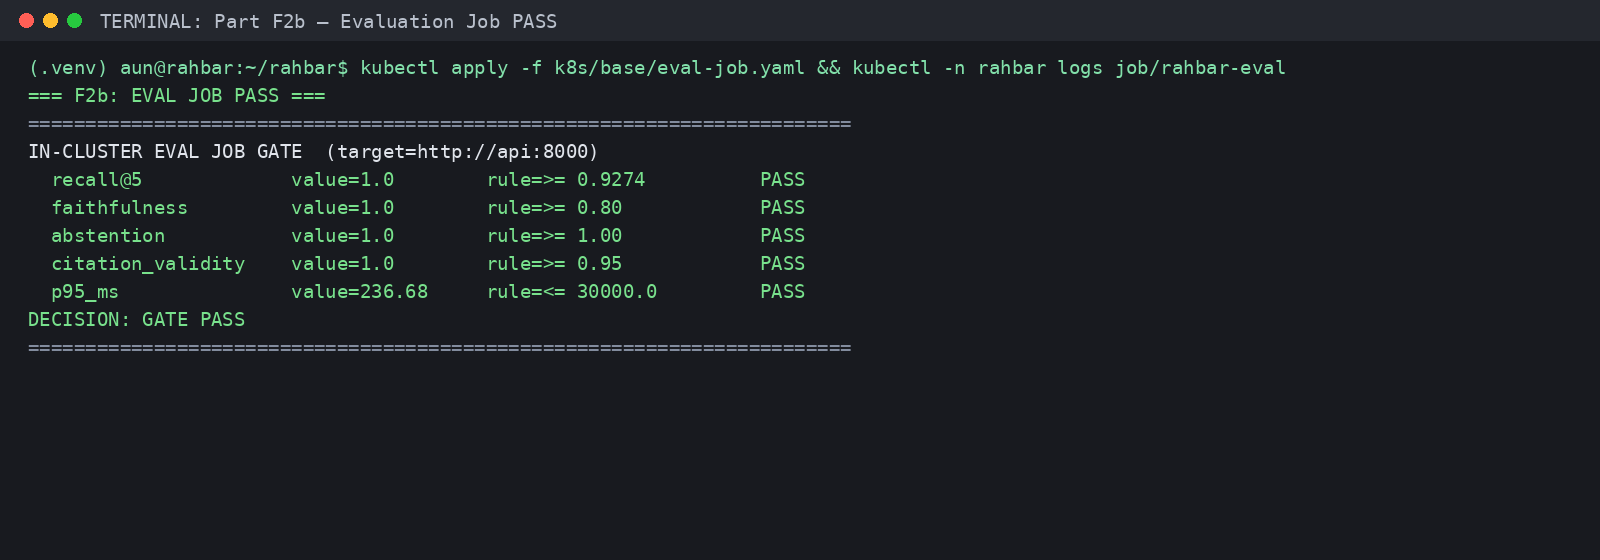 TERMINAL: Part F2b — Evaluation Job PASS
(.venv) aun@rahbar:~/rahbar$ kubectl apply -f k8s/base/eval-job.yaml && kubectl -n rahbar logs job/rahbar-eval
=== F2b: EVAL JOB PASS ===
========================================================================
IN-CLUSTER EVAL JOB GATE  (target=http://api:8000)
  recall@5             value=1.0        rule=>= 0.9274          PASS
  faithfulness         value=1.0        rule=>= 0.80            PASS
  abstention           value=1.0        rule=>= 1.00            PASS
  citation_validity    value=1.0        rule=>= 0.95            PASS
  p95_ms               value=236.68     rule=<= 30000.0         PASS
DECISION: GATE PASS
========================================================================